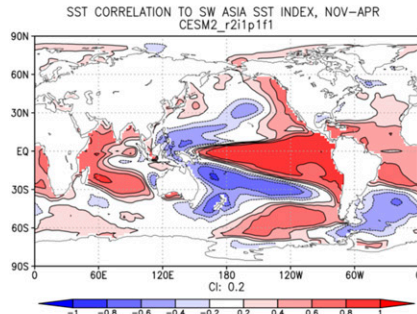 SST CORRELATION TO SW ASIA SST INDEX, NOV-APR
CESM2_r2i1p1f1
90N
60N
30N
EQ
30S
60S
90S
0 60E 120E 180 120W 60W 0
CI: 0.2
-1 -0.8 -0.6 -0.4 -0.2 0.2 0.4 0.6 0.8 1